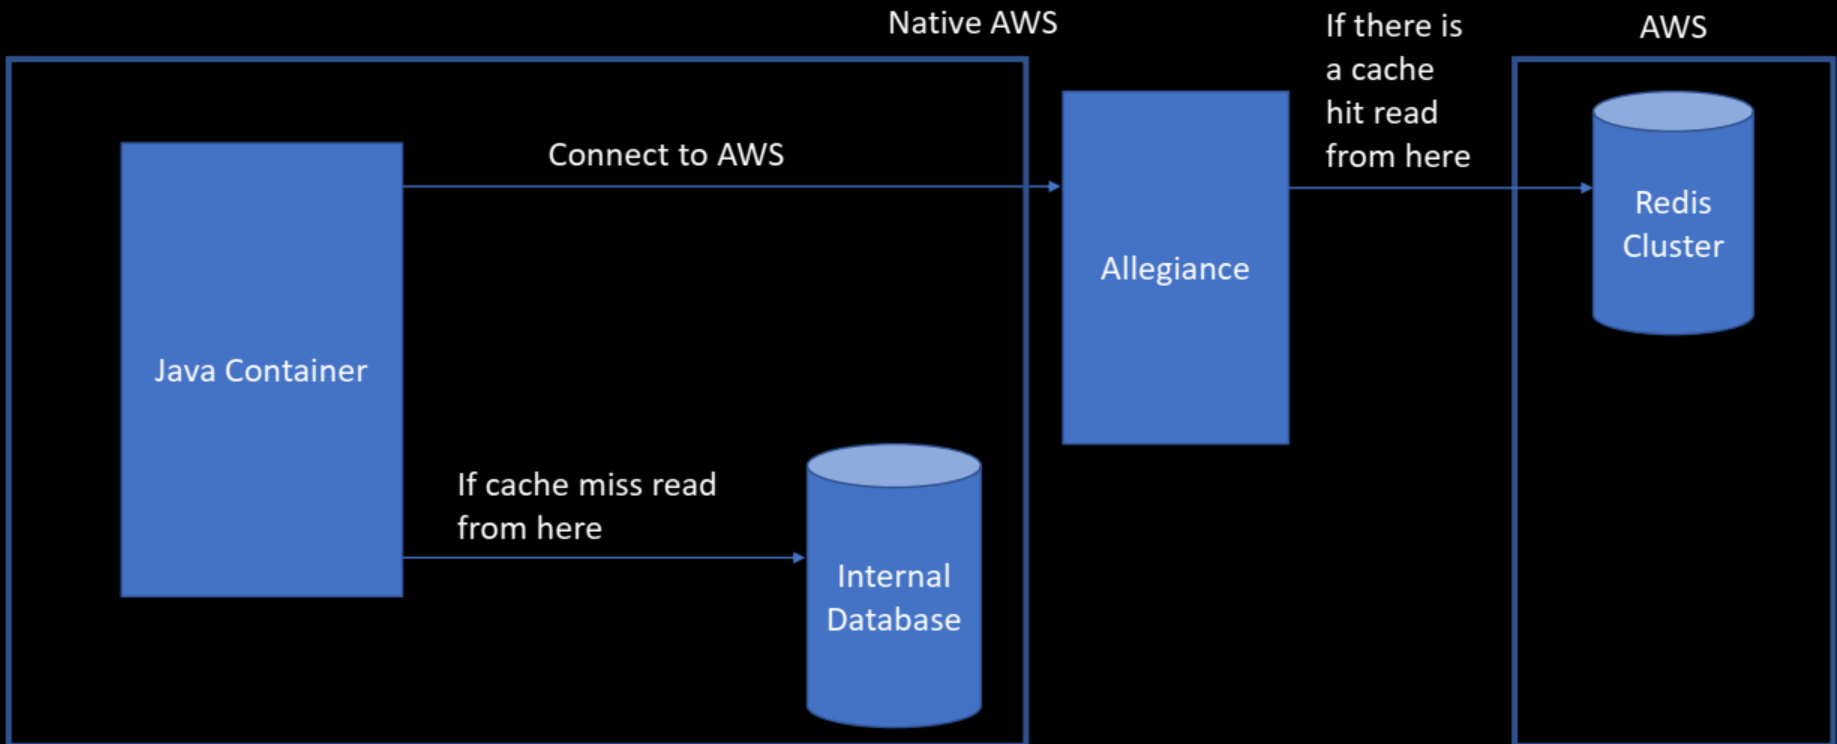 Native AWS
If there is
a cache
hit read
from here
AWS
Connect to AWS
Redis
Cluster
Allegiance
Java Container
If cache miss read
from here
Internal
Database